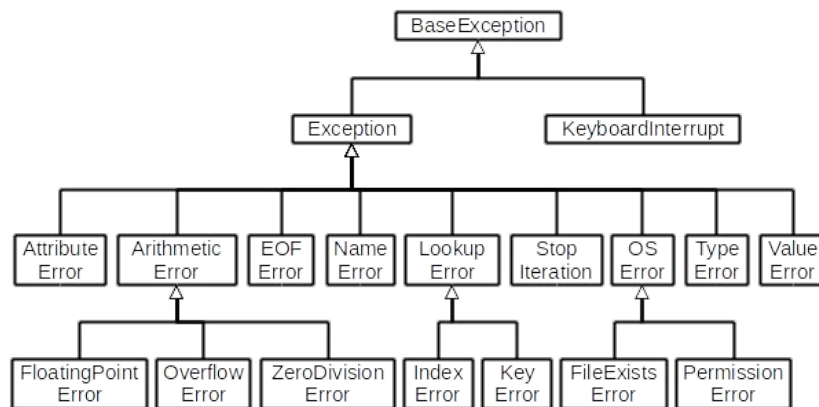 BaseException
Exception
KeyboardInterrupt
Attribute
Error
Arithmetic
Error
EOF
Error
Name
Error
Lookup
Error
Stop
Iteration
OS
Error
Type
Error
Value
Error
FloatingPoint
Error
Overflow
Error
ZeroDivision
Error
Index
Error
Key
Error
FileExists
Error
Permission
Error